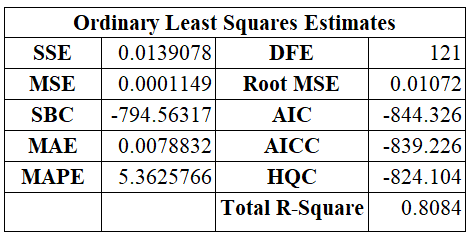 Ordinary Least Squares Estimates
SSE 0.0139078 DFE 121
MSE 0.0001149 Root MSE 0.01072
SBC -794.56317 AIC -844.326
MAE 0.0078832 AICC -839.226
MAPE 5.3625766 HQC -824.104
Total R-Square 0.8084